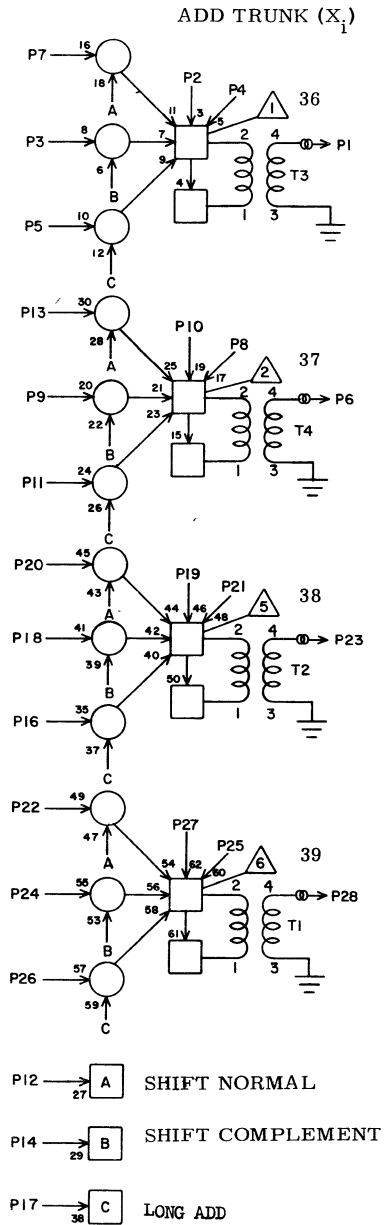 ADD TRUNK (Xi)
P7 16
18
A
P2
3
P4
5
11
1
36
P3 8
7
6
9
2 4 P1
T3
4
1 3
B
P5 10
12
C
P13 30
28
A
P10
19
P8
17
25
2
37
P9 20
21
22
23
2 4 P6
T4
15
1 3
B
P11 24
26
C
P20 45
43
A
P19
46
P21
48
44
5
38
P18 41
42
39
40
2 4 P23
T2
50
1 3
B
P16 35
37
C
P22 49
47
A
P27
62
P25
60
54
6
39
P24 55
56
53
58
2 4 P28
T1
61
1 3
B
P26 57
59
C
P12 27 A SHIFT NORMAL
P14 29 B SHIFT COMPLEMENT
P17 38 C LONG ADD